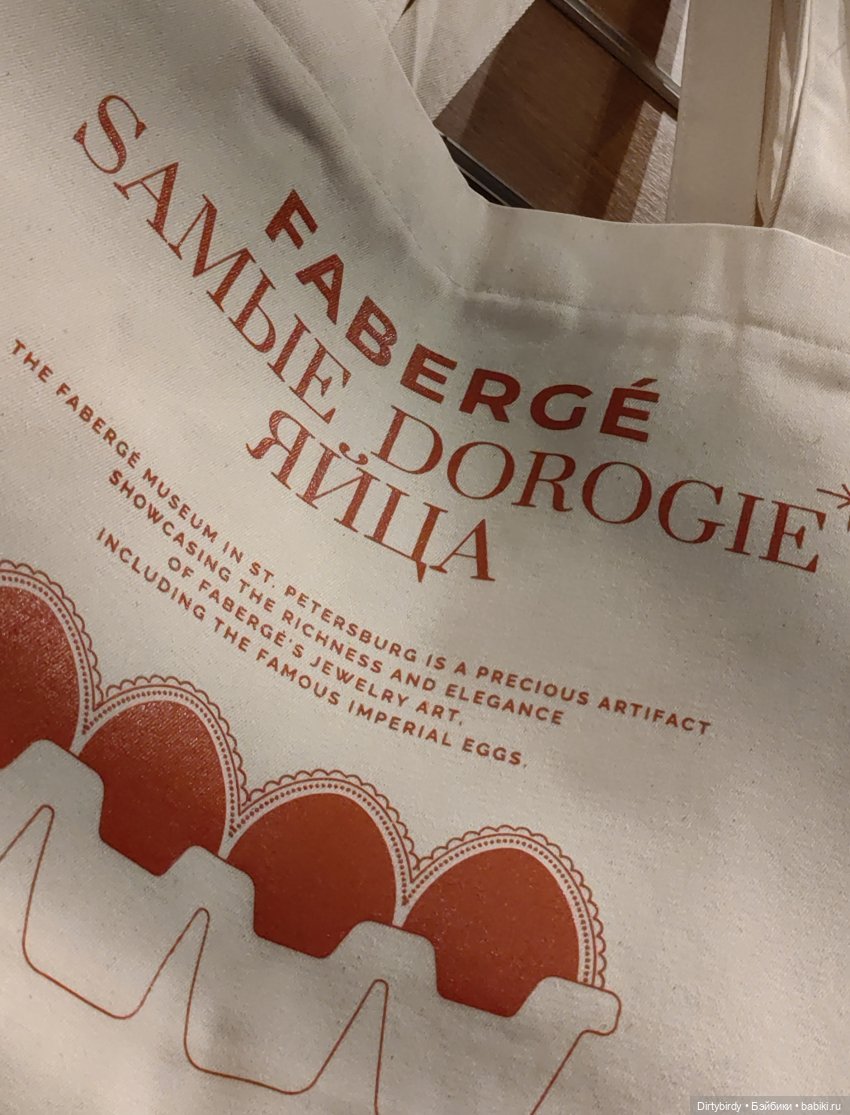 FABERGÉ
SAMЫE DOROGIE
ЯЙЦA
THE FABERGÉ MUSEUM IN ST. PETERSBURG IS A PRECIOUS ARTIFACT
SHOWCASING THE RICHNESS AND ELEGANCE
OF FABERGÉ'S JEWELRY ART,
INCLUDING THE FAMOUS IMPERIAL EGGS.
Dirtybirdy • Бэйбики • babiki.ru